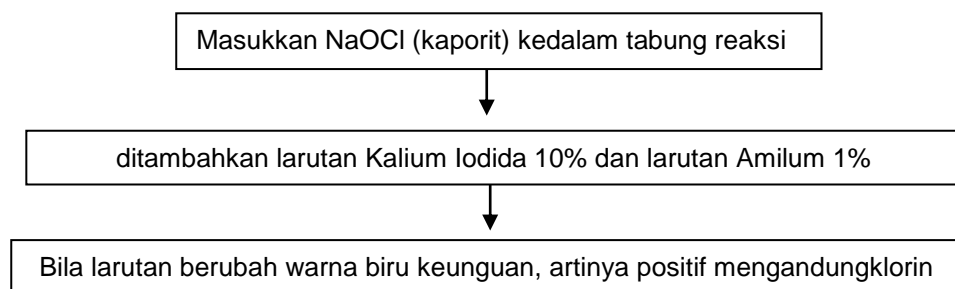 Masukkan NaOCl (kaporit) kedalam tabung reaksi
ditambahkan larutan Kalium Iodida 10% dan larutan Amilum 1%
Bila larutan berubah warna biru keunguan, artinya positif mengandungklorin